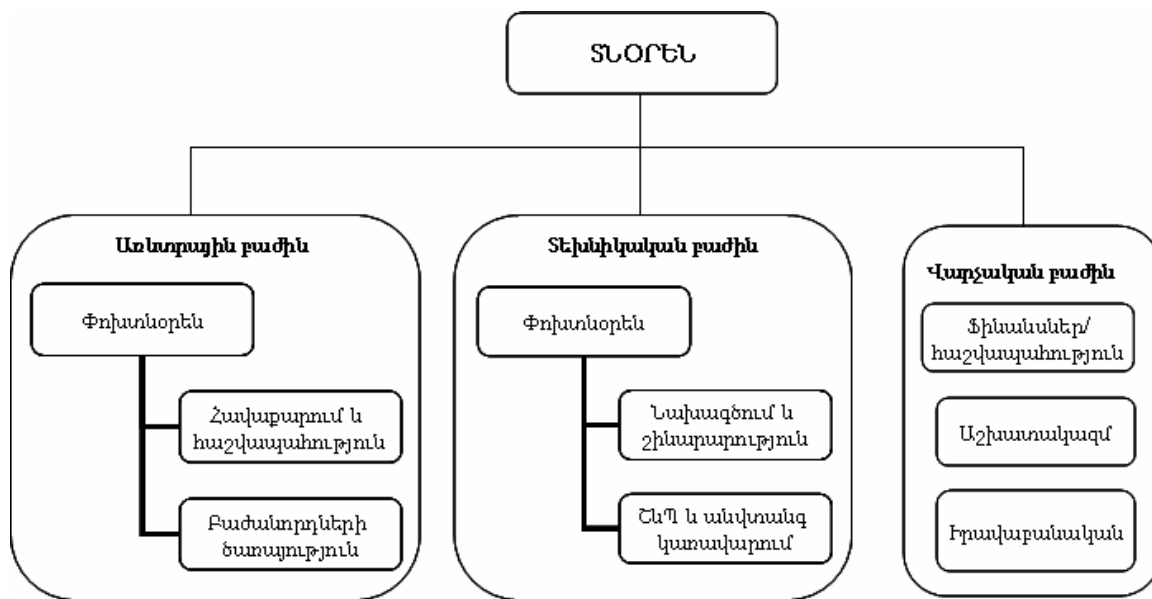 ՏՆՕՐԵՆ
Առևտրային բաժին
Փոխտնօրեն
Հավաքարում և
հաշվապահություն
Բաժանորդների
ծառայություն
Տեխնիկական բաժին
Փոխտնօրեն
Նախագծում և
շինարարություն
ՇևՊ և անվտանգ
կառավարում
Վարչական բաժին
Ֆինանսներ/
հաշվապահություն
Աշխատակազմ
Իրավաբանական